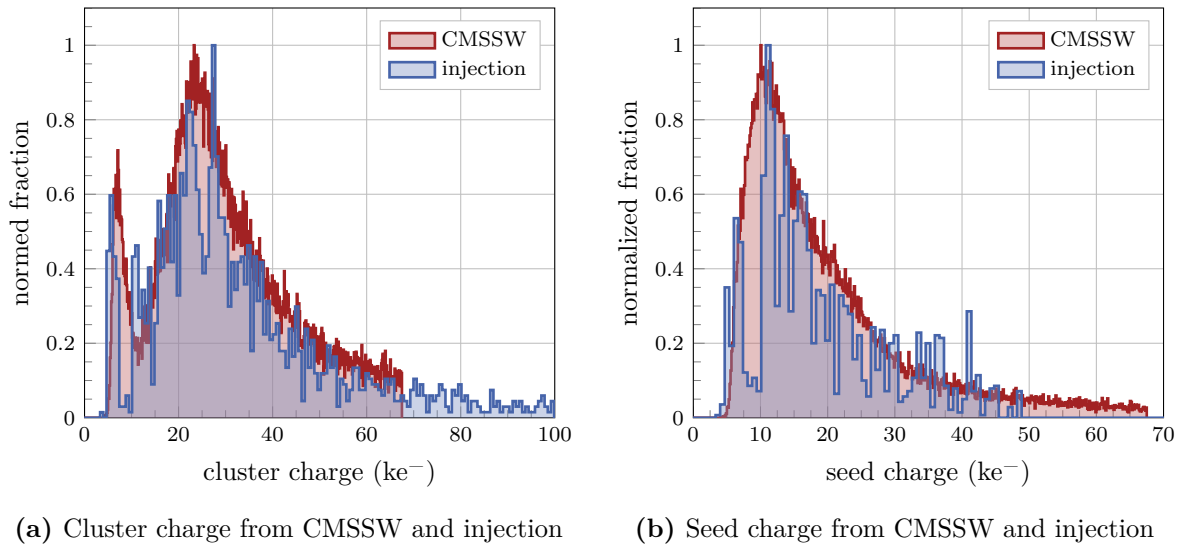 1
0.8
0.6
0.4
0.2
0
normed fraction
CMSSW
injection
0 20 40 60 80 100
cluster charge (ke⁻)
(a) Cluster charge from CMSSW and injection
1
0.8
0.6
0.4
0.2
0
normalized fraction
CMSSW
injection
0 10 20 30 40 50 60 70
seed charge (ke⁻)
(b) Seed charge from CMSSW and injection